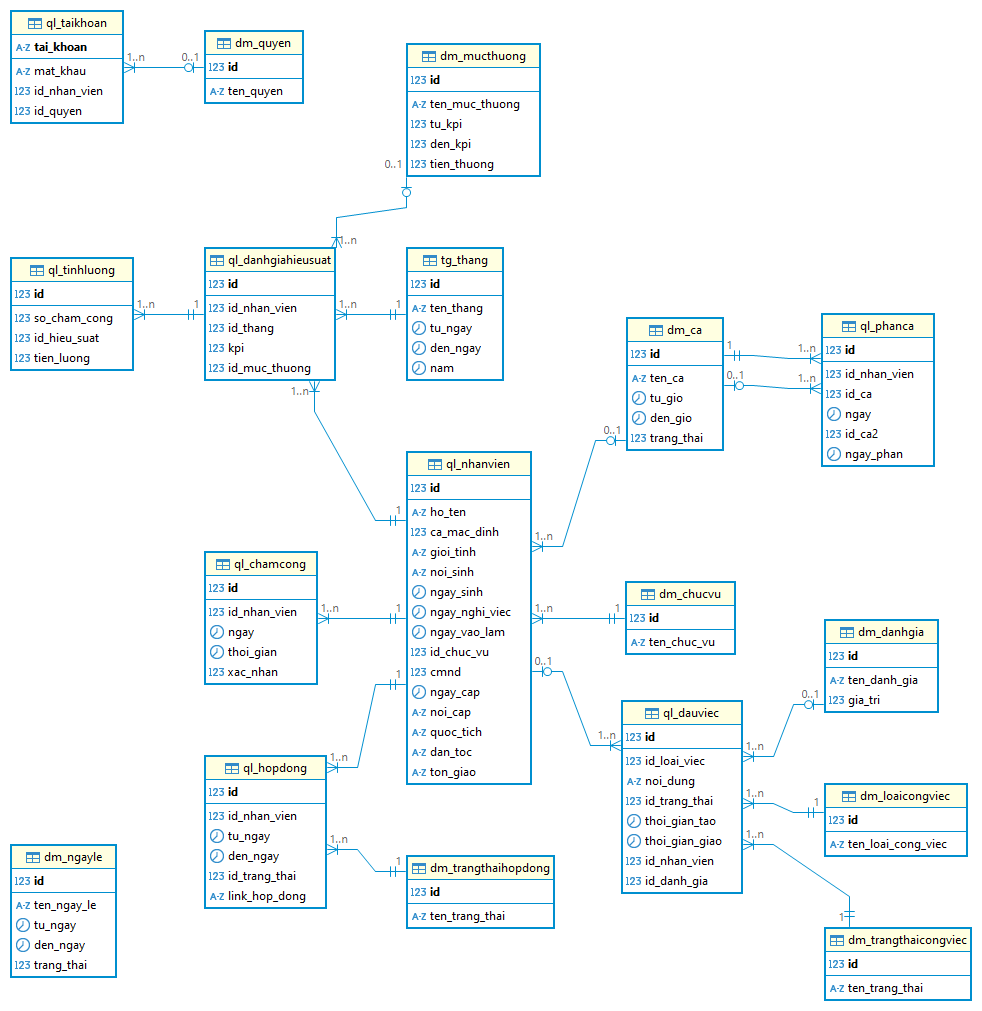 ql_taikhoan
A-Z tai_khoan
A-Z mat_khau
123 id_nhan_vien
123 id_quyen
1..n
0..1
dm_quyen
123 id
A-Z ten_quyen
dm_mucthuong
123 id
A-Z ten_muc_thuong
123 tu_kpi
123 den_kpi
123 tien_thuong
0..1
1..n
ql_tinhluong
123 id
123 so_cham_cong
123 id_hieu_suat
123 tien_luong
1..n
1
ql_danhgiahieusuat
123 id
123 id_nhan_vien
123 id_thang
123 kpi
123 id_muc_thuong
1..n
1
1..n
tg_thang
123 id
A-Z ten_thang
tu_ngay
den_ngay
123 nam
dm_ca
123 id
A-Z ten_ca
tu_gio
den_gio
123 trang_thai
1
1..n
0..1
1..n
0..1
ql_phanca
123 id
123 id_nhan_vien
123 id_ca
ngay
123 id_ca2
ngay_phan
ql_nhanvien
123 id
A-Z ho_ten
123 ca_mac_dinh
A-Z gioi_tinh
A-Z noi_sinh
ngay_sinh
ngay_nghi_viec
ngay_vao_lam
123 id_chuc_vu
123 cmnd
ngay_cap
A-Z noi_cap
A-Z quoc_tich
A-Z dan_toc
A-Z ton_giao
1
1..n
1..n
1
0..1
1..n
ql_chamcong
123 id
123 id_nhan_vien
ngay
thoi_gian
123 xac_nhan
1..n
1
1
dm_chucvu
123 id
A-Z ten_chuc_vu
dm_danhgia
123 id
A-Z ten_danh_gia
123 gia_tri
0..1
1..n
ql_dauviec
123 id
123 id_loai_viec
A-Z noi_dung
123 id_trang_thai
thoi_gian_tao
thoi_gian_giao
123 id_nhan_vien
123 id_danh_gia
1..n
1
1..n
1
dm_loaicongviec
123 id
A-Z ten_loai_cong_viec
ql_hopdong
123 id
123 id_nhan_vien
tu_ngay
den_ngay
123 id_trang_thai
A-Z link_hop_dong
1..n
1..n
1
dm_trangthaihopdong
123 id
A-Z ten_trang_thai
dm_ngayle
123 id
A-Z ten_ngay_le
tu_ngay
den_ngay
123 trang_thai
dm_trangthaicongviec
123 id
A-Z ten_trang_thai